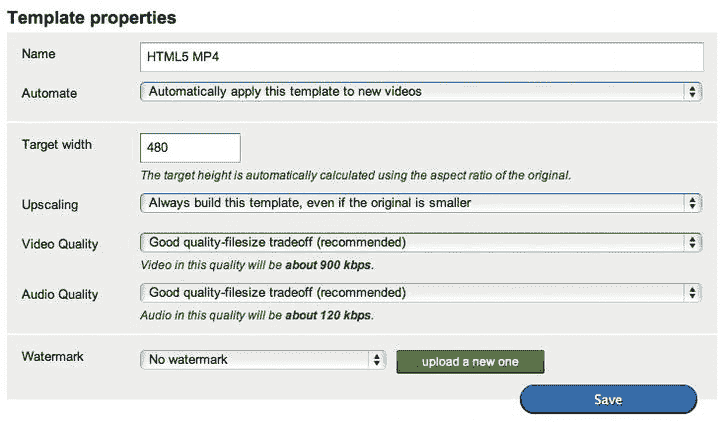 Template properties
Name HTML5 MP4
Automate Automatically apply this template to new videos
Target width 480
The target height is automatically calculated using the aspect ratio of the original.
Upscaling Always build this template, even if the original is smaller
Video Quality Good quality-filesize tradeoff (recommended)
Video in this quality will be about 900 kbps.
Audio Quality Good quality-filesize tradeoff (recommended)
Audio in this quality will be about 120 kbps.
Watermark No watermark upload a new one
Save